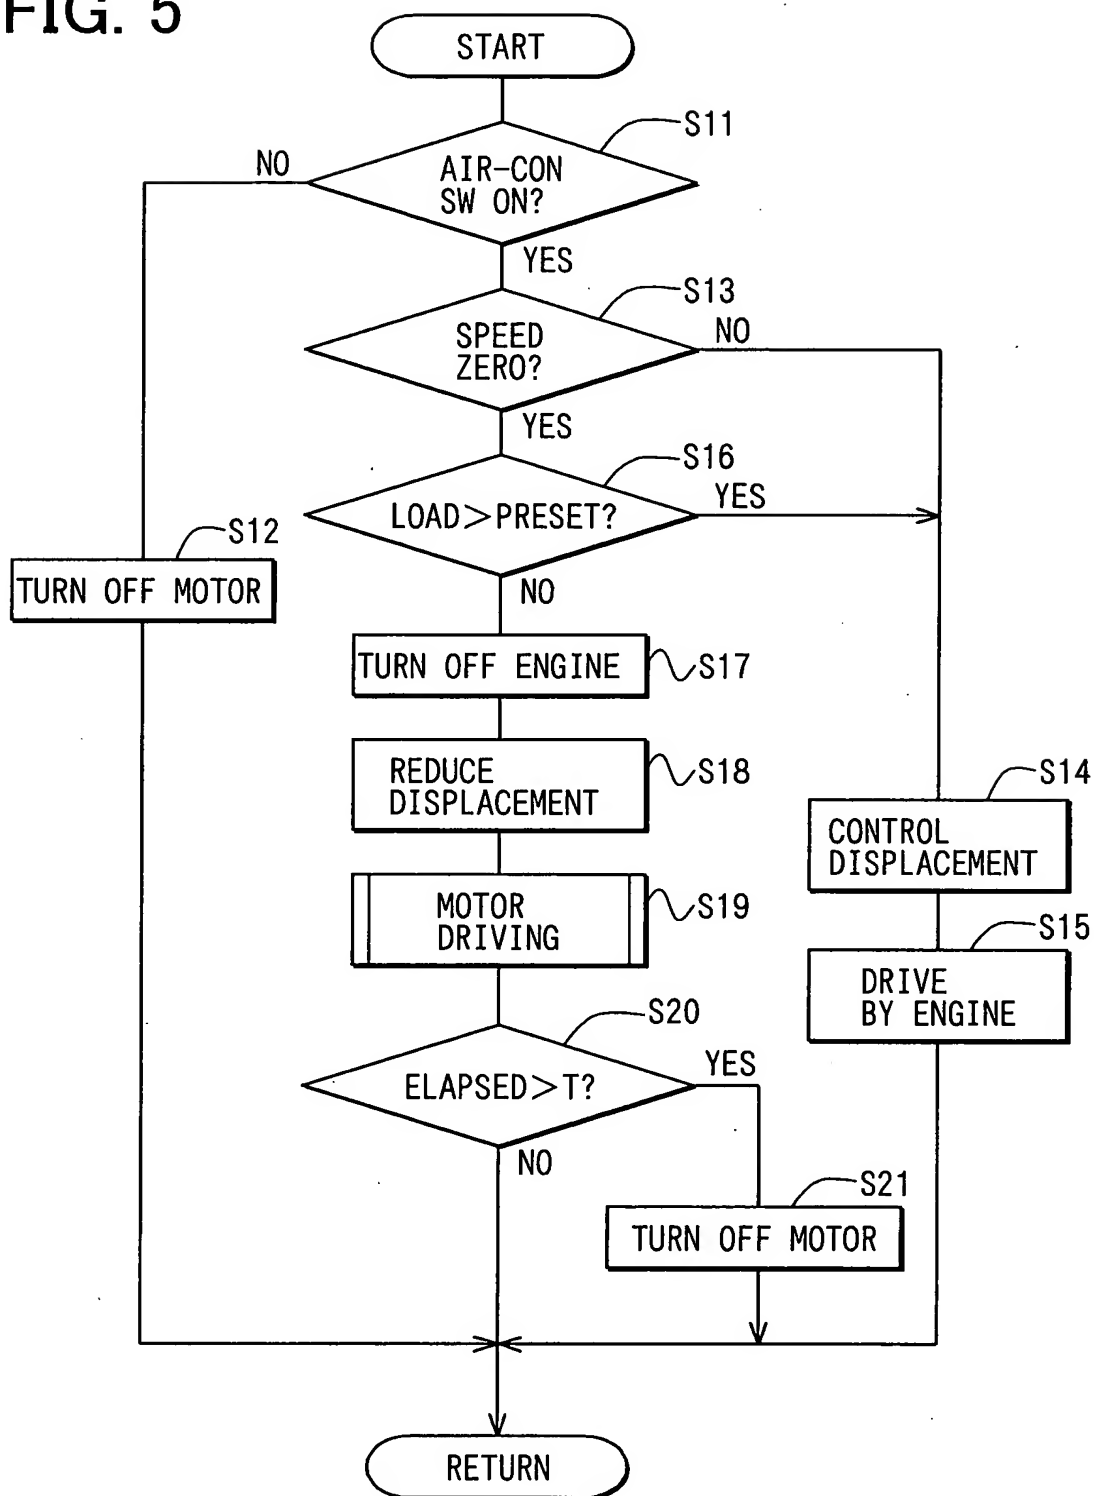 FIG. 5
START
S11
NO
AIR-CON
SW ON?
YES
S13
NO
SPEED
ZERO?
YES
S16
YES
LOAD>PRESET?
NO
S12
TURN OFF MOTOR
TURN OFF ENGINE
S17
REDUCE
DISPLACEMENT
S18
S14
CONTROL
DISPLACEMENT
MOTOR
DRIVING
S19
S15
DRIVE
BY ENGINE
S20
YES
ELAPSED>T?
NO
S21
TURN OFF MOTOR
RETURN